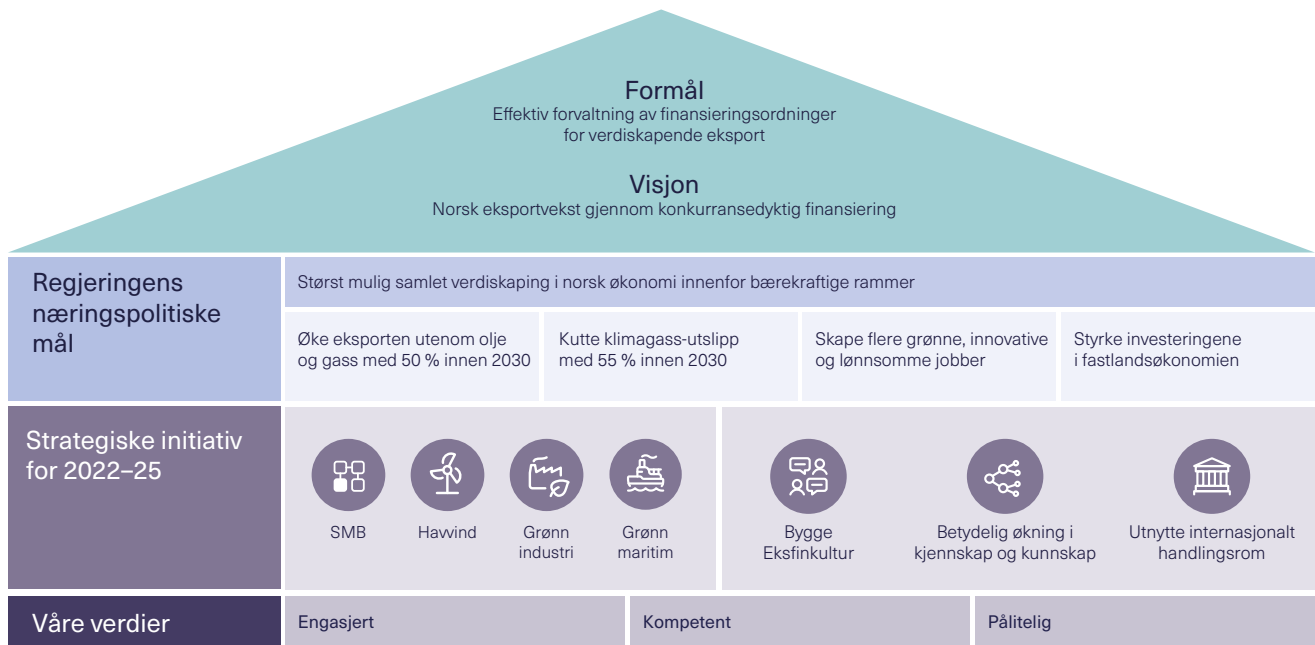 Formål
Effektiv forvaltning av finansieringsordninger
for verdiskapende eksport
Visjon
Norsk eksportvekst gjennom konkurransedyktig finansiering
Regjeringens
næringspolitiske
mål
Størst mulig samlet verdiskaping i norsk økonomi innenfor bærekraftige rammer
Øke eksporten utenom olje
og gass med 50 % innen 2030
Kutte klimagass-utslipp
med 55 % innen 2030
Skape flere grønne, innovative
og lønnsomme jobber
Styrke investeringene
i fastlandsøkonomien
Strategiske initiativ
for 2022–25
SMB
Havvind
Grønn
industri
Grønn
maritim
Bygge
Eksfinkultur
Betydelig økning i
kjennskap og kunnskap
Utnytte internasjonalt
handlingsrom
Våre verdier
Engasjert
Kompetent
Pålitelig